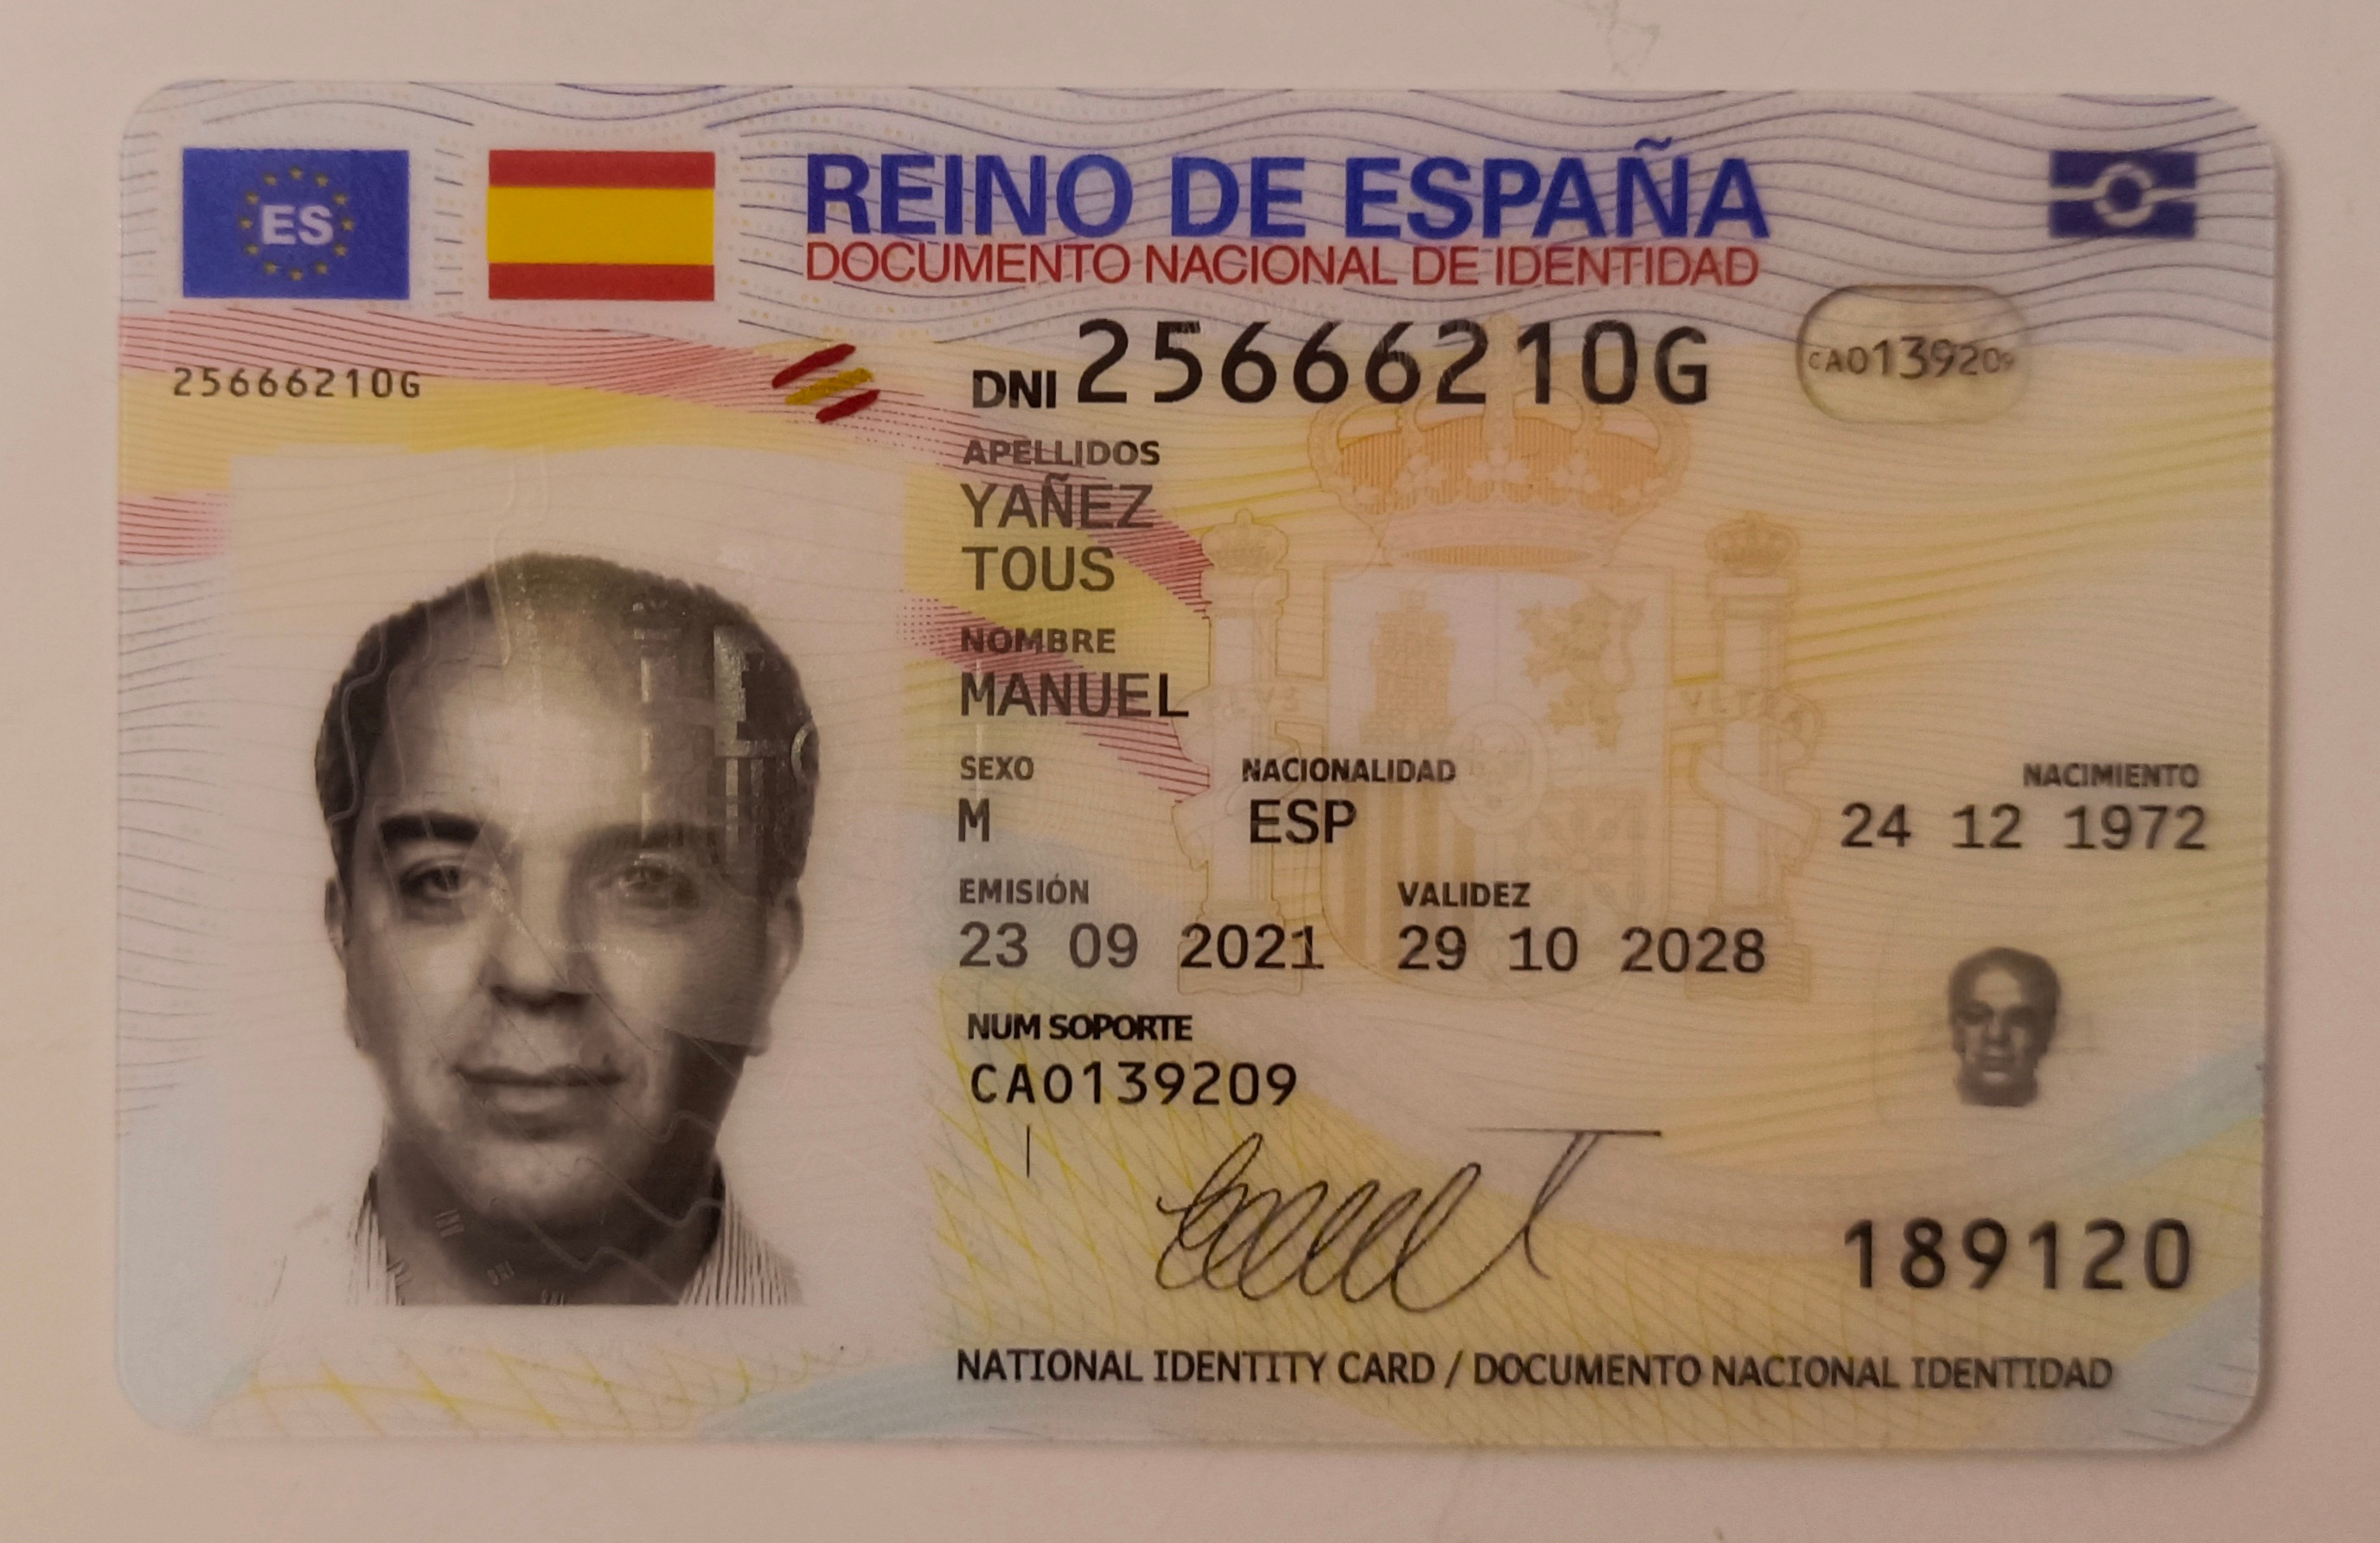 ES
REINO DE ESPAÑA
DOCUMENTO NACIONAL DE IDENTIDAD
25666210G
DNI 25666210G
CA0139209
APELLIDOS
YAÑEZ
TOUS
NOMBRE
MANUEL
SEXO NACIONALIDAD NACIMIENTO
M ESP 24 12 1972
EMISIÓN VALIDEZ
23 09 2021 29 10 2028
NUM SOPORTE
CA0139209
189120
NATIONAL IDENTITY CARD / DOCUMENTO NACIONAL IDENTIDAD